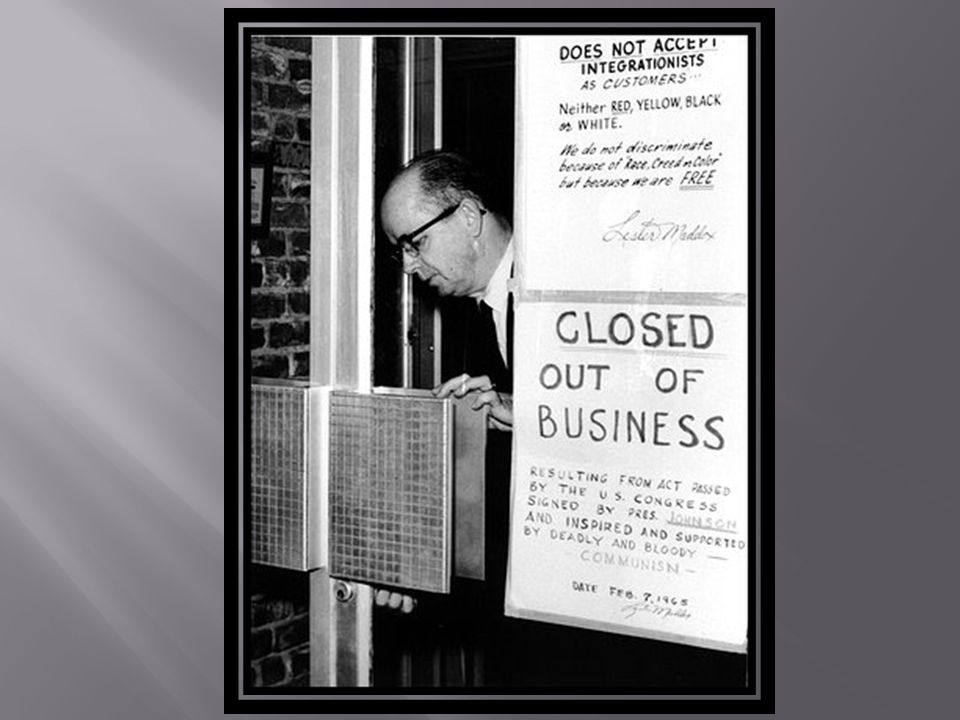 DOES NOT ACCEPT
INTEGRATIONISTS
AS CUSTOMERS...
Neither RED, YELLOW, BLACK
or WHITE.
We do not discriminate
because of "Race, Creed or Color"
but because we are FREE
Lester Maddox
CLOSED
OUT OF
BUSINESS
RESULTING FROM ACT PASSED
BY THE U.S. CONGRESS
SIGNED BY PRES. JOHNSON
AND INSPIRED AND SUPPORTED
BY DEADLY AND BLOODY —
- COMMUNISM -
DATE FEB. 7, 1965
Lester Maddox